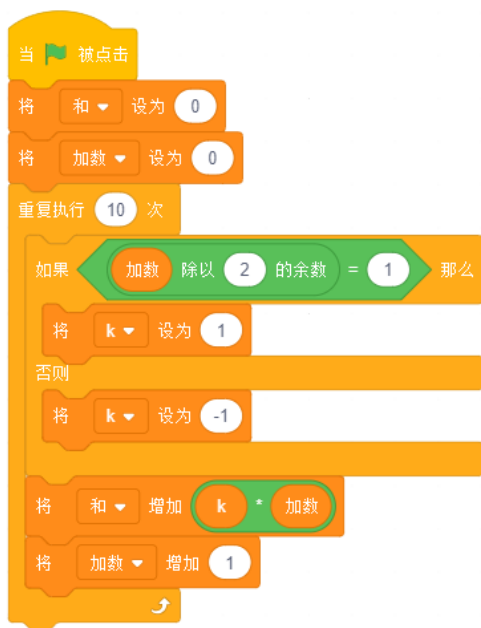 当 被点击
将 和 设为 0
将 加数 设为 0
重复执行 10 次
如果 加数 除以 2 的余数 = 1 那么
将 k 设为 1
否则
将 k 设为 -1
将 和 增加 k * 加数
将 加数 增加 1